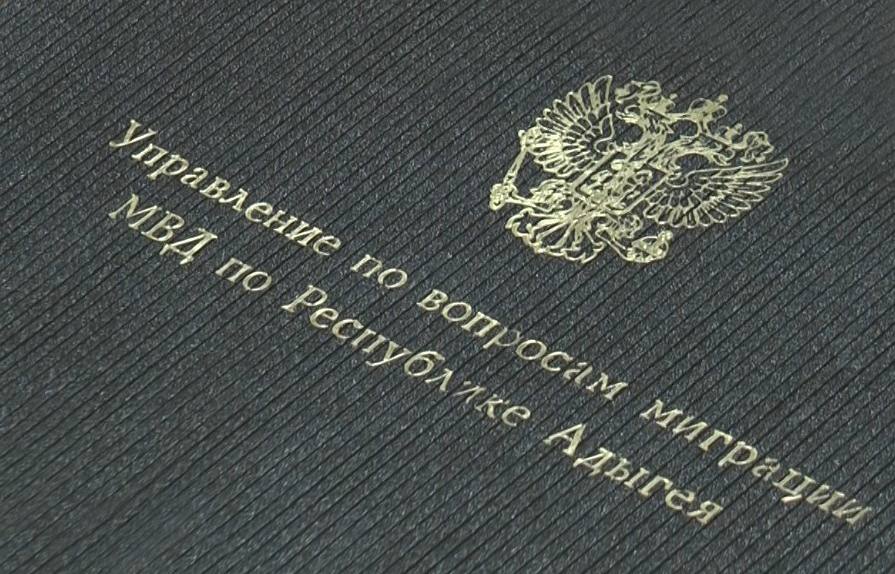 Управление по вопросам миграции
МВД по Республике Адыгея